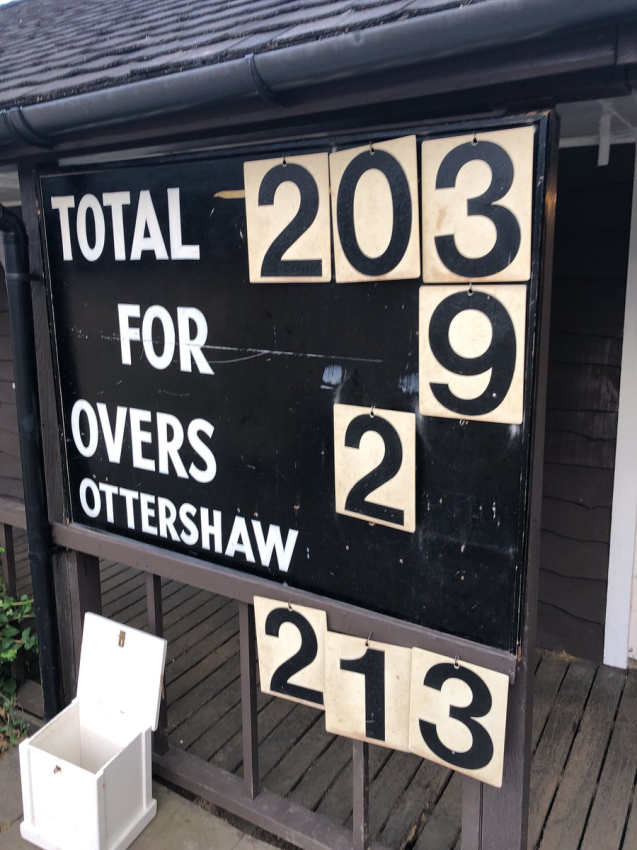 TOTAL 203
FOR 9
OVERS 2
OTTERSHAW
213